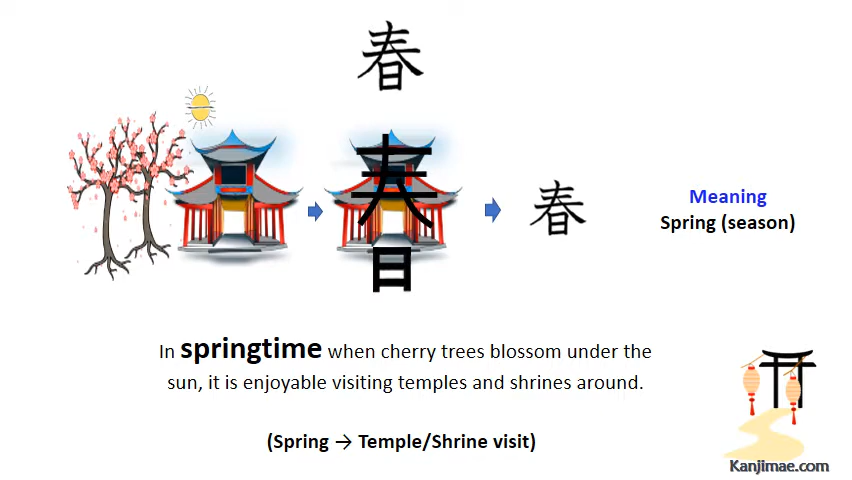 春
春
春
Meaning
Spring (season)
In springtime when cherry trees blossom under the
sun, it is enjoyable visiting temples and shrines around.
(Spring → Temple/Shrine visit)
Kanjimae.com